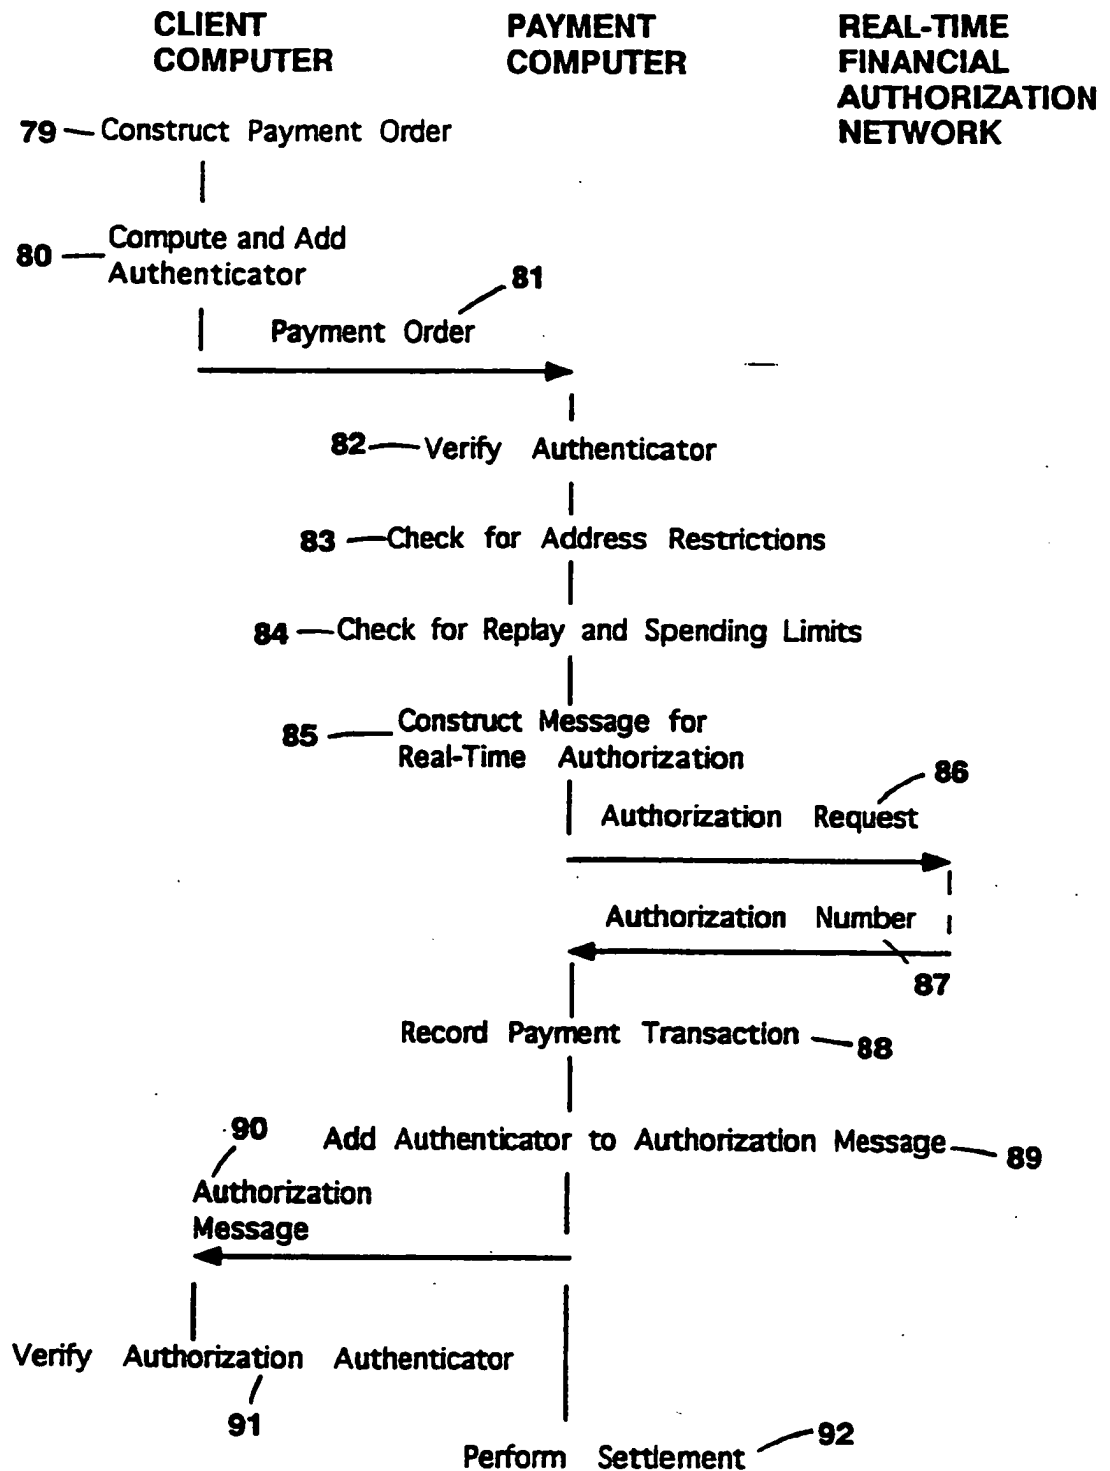 CLIENT
COMPUTER
PAYMENT
COMPUTER
REAL-TIME
FINANCIAL
AUTHORIZATION
NETWORK
79 Construct Payment Order
80 Compute and Add
Authenticator
81
Payment Order
82 Verify Authenticator
83 Check for Address Restrictions
84 Check for Replay and Spending Limits
85 Construct Message for
Real-Time Authorization
86
Authorization Request
Authorization Number
87
Record Payment Transaction 88
90
Add Authenticator to Authorization Message 89
Authorization
Message
Verify Authorization Authenticator
91
Perform Settlement 92